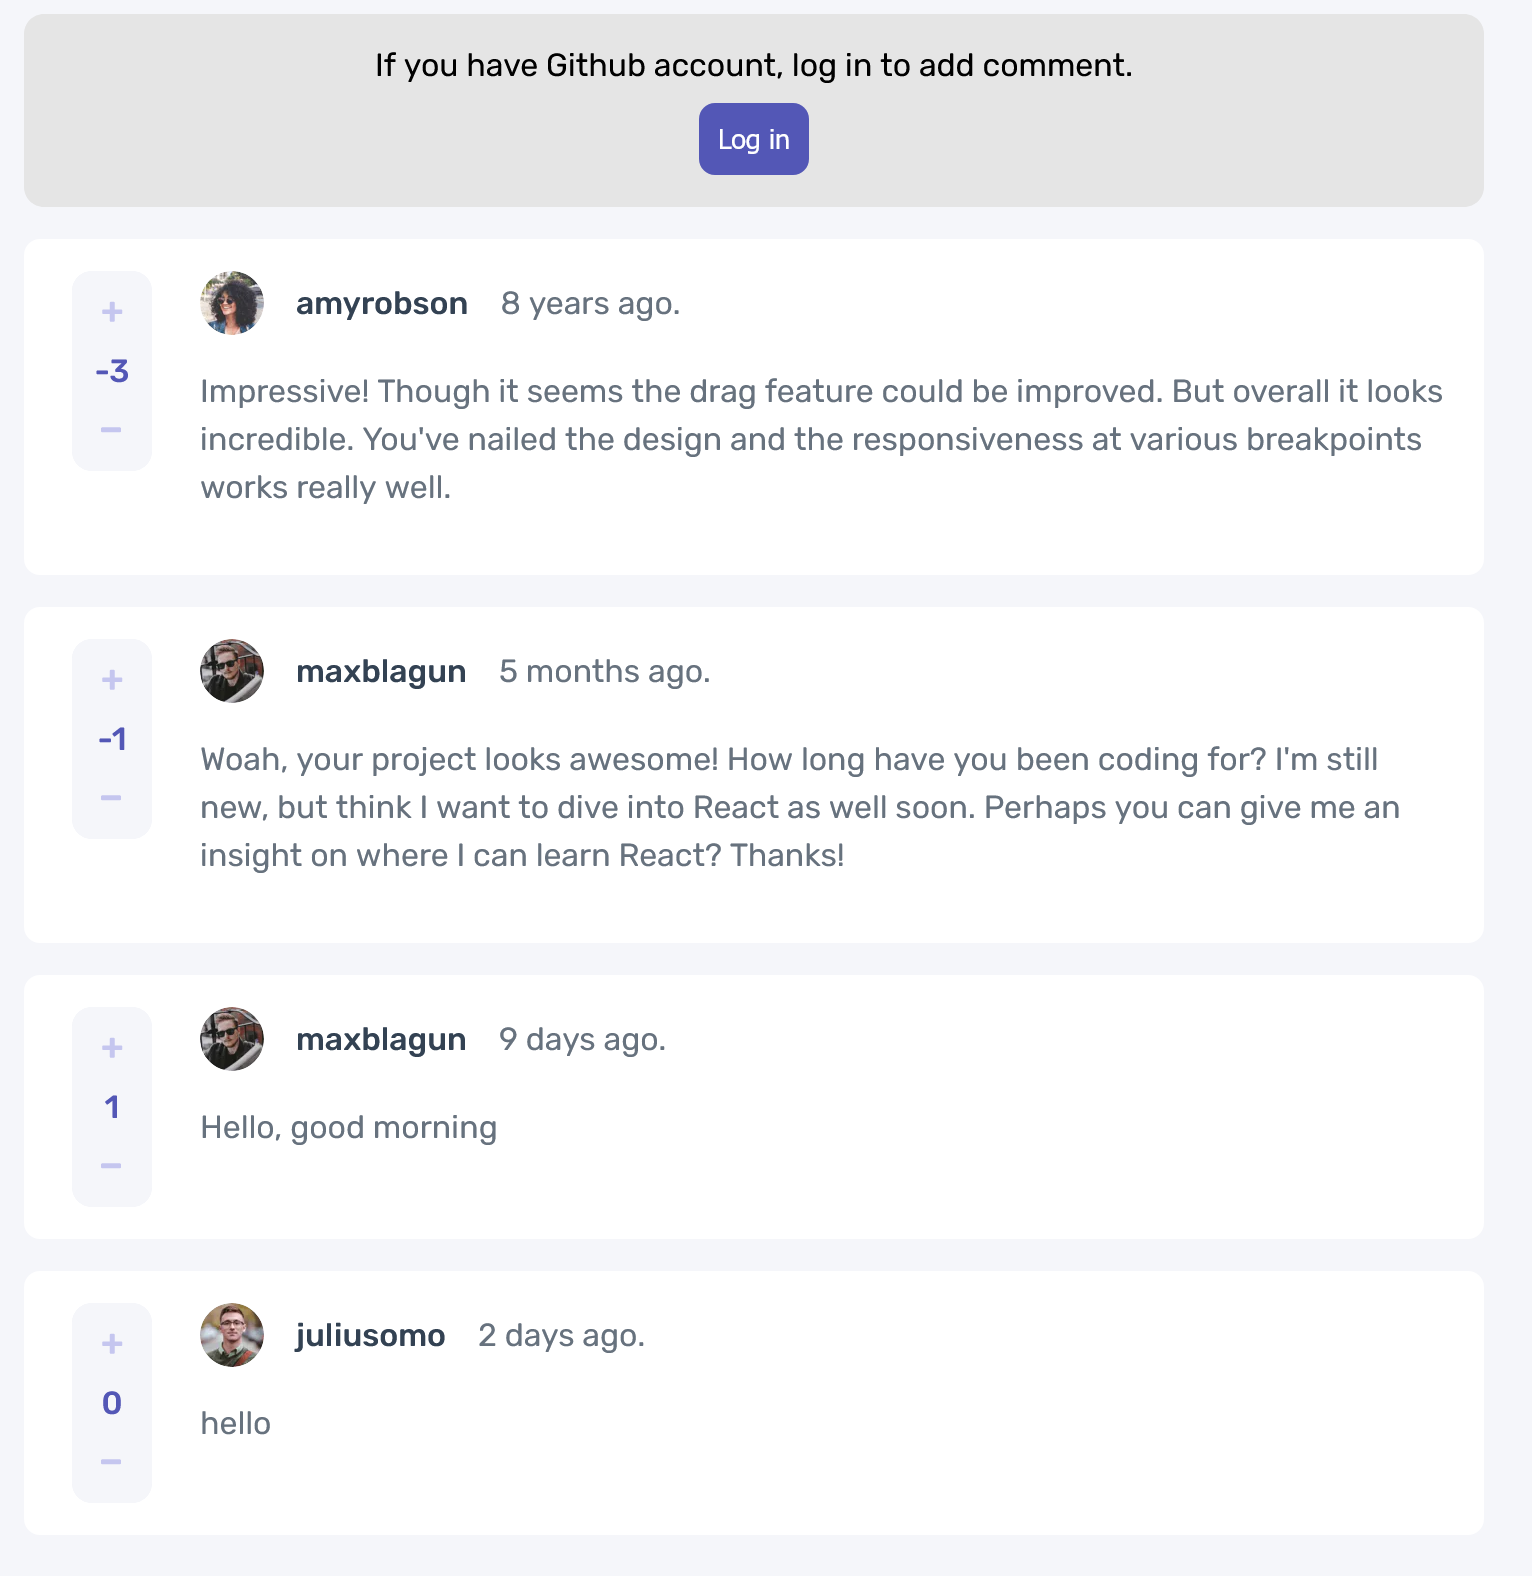 If you have Github account, log in to add comment.
Log in
+
-3
−
amyrobson 8 years ago.
Impressive! Though it seems the drag feature could be improved. But overall it looks
incredible. You've nailed the design and the responsiveness at various breakpoints
works really well.
+
-1
−
maxblagun 5 months ago.
Woah, your project looks awesome! How long have you been coding for? I'm still
new, but think I want to dive into React as well soon. Perhaps you can give me an
insight on where I can learn React? Thanks!
+
1
−
maxblagun 9 days ago.
Hello, good morning
+
0
−
juliusomo 2 days ago.
hello